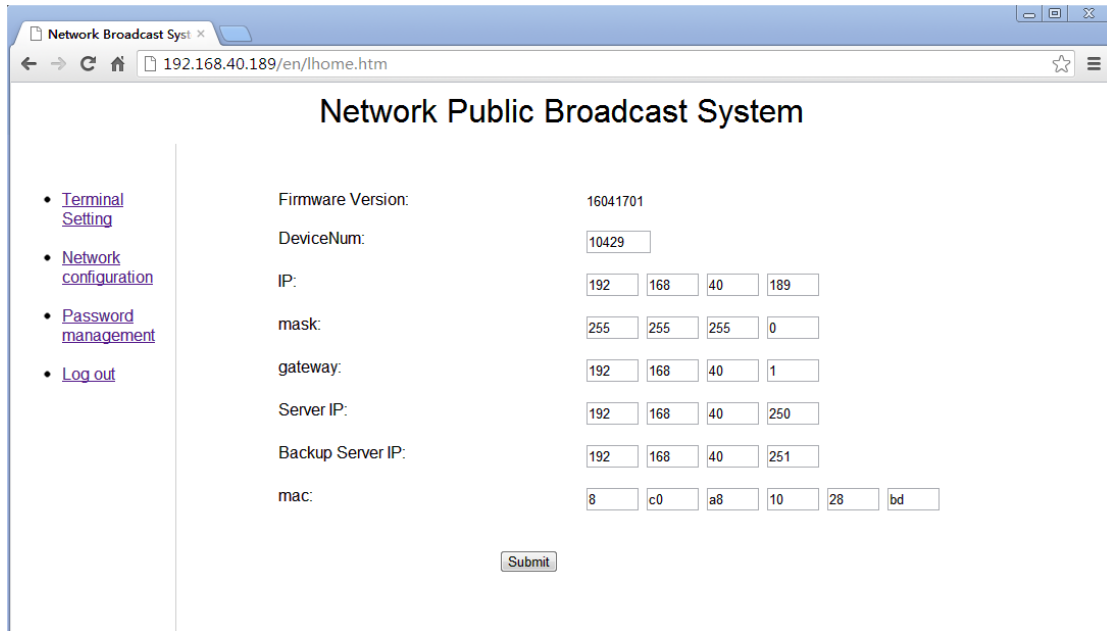 Network Broadcast Syst
192.168.40.189/en/lhome.htm
Network Public Broadcast System
Terminal
Setting
Network
configuration
Password
management
Log out
Firmware Version: 16041701
DeviceNum: 10429
IP: 192 168 40 189
mask: 255 255 255 0
gateway: 192 168 40 1
Server IP: 192 168 40 250
Backup Server IP: 192 168 40 251
mac: 8 c0 a8 10 28 bd
Submit